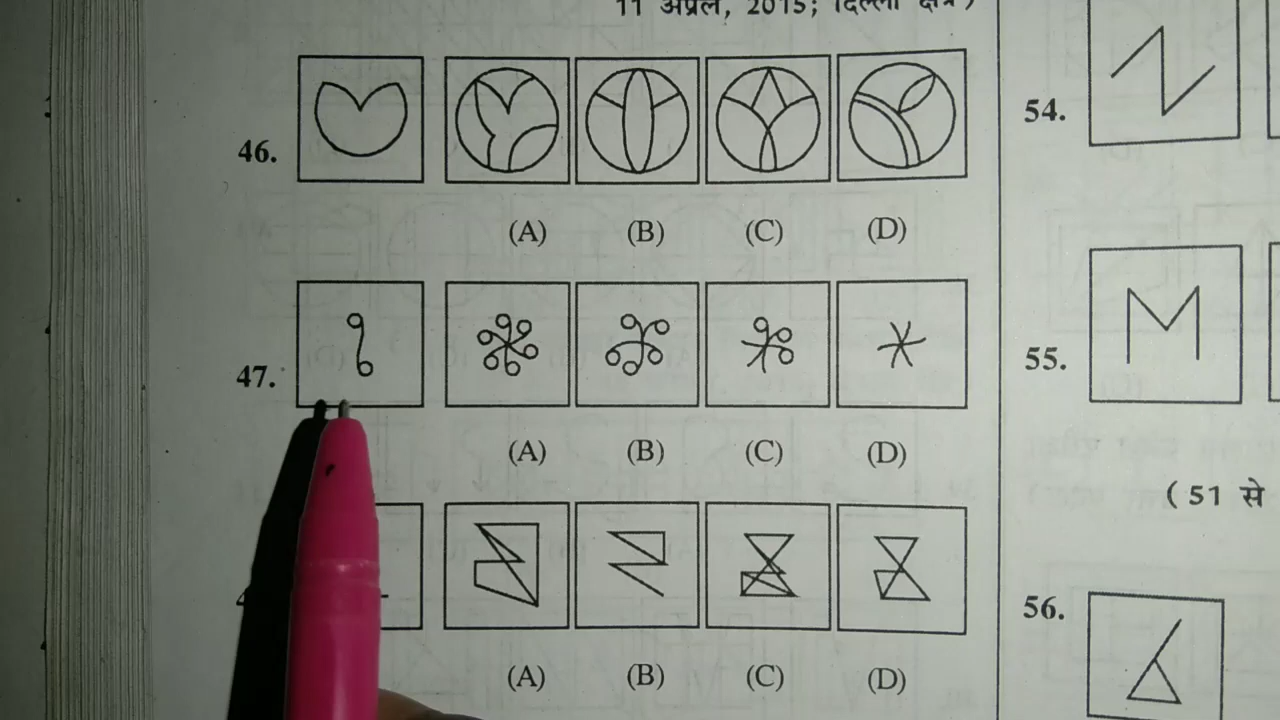 11 अप्रैल, 2015; दिल्ली क्षेत्र)
46.
(A) (B) (C) (D)
47.
(A) (B) (C) (D)
(A) (B) (C) (D)
54.
55.
(51 से
56.